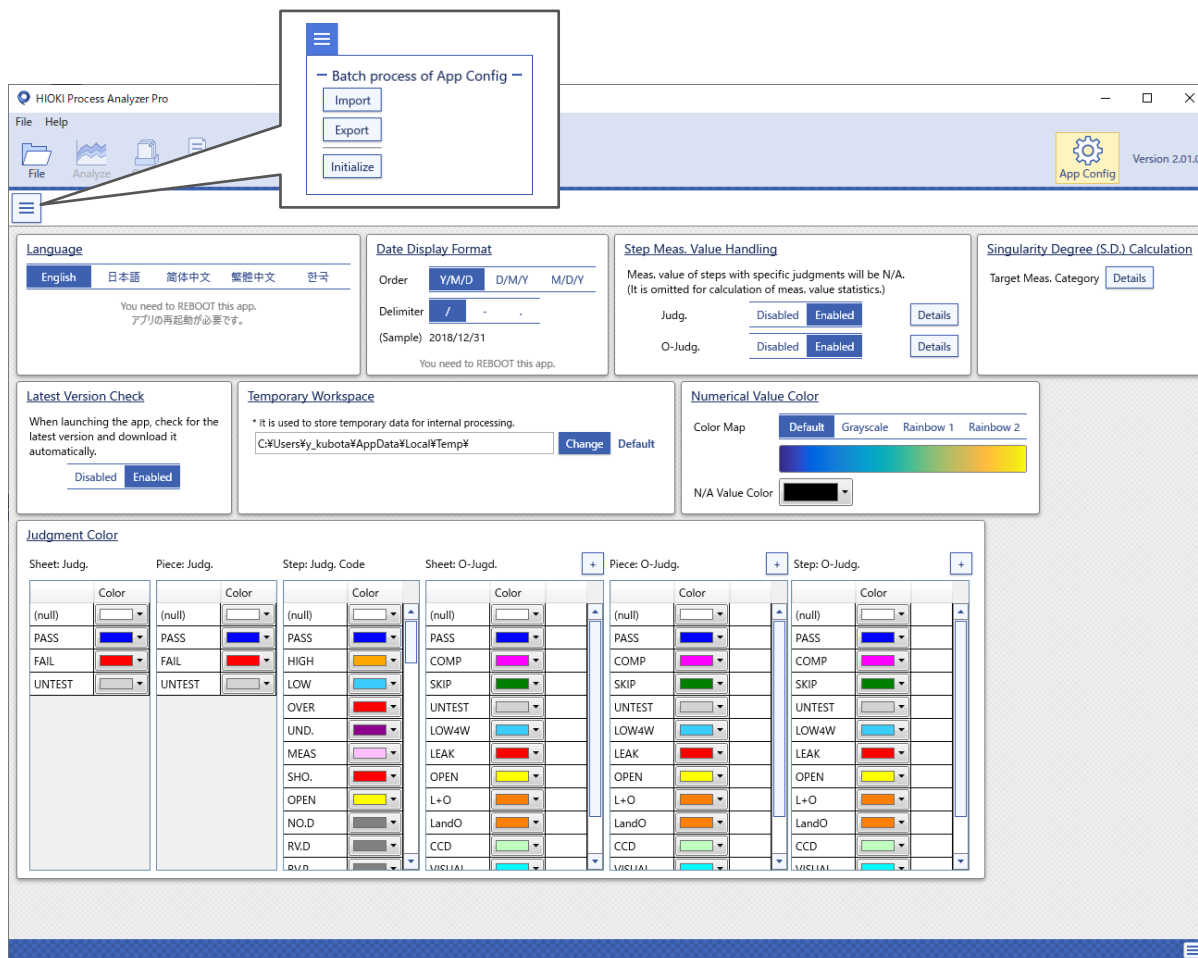 Batch process of App Config
Import
Export
Initialize
HIOKI Process Analyzer Pro
File Help
File
Analyze
App Config
Version 2.01.0
Language
English 日本語 简体中文 繁體中文 한국
You need to REBOOT this app.
アプリの再起動が必要です。
Date Display Format
Order Y/M/D D/M/Y M/D/Y
Delimiter / - .
(Sample) 2018/12/31
You need to REBOOT this app.
Step Meas. Value Handling
Meas. value of steps with specific judgments will be N/A.
(It is omitted for calculation of meas. value statistics.)
Judg. Disabled Enabled Details
O-Judg. Disabled Enabled Details
Singularity Degree (S.D.) Calculation
Target Meas. Category Details
Latest Version Check
When launching the app, check for the
latest version and download it
automatically.
Disabled Enabled
Temporary Workspace
* It is used to store temporary data for internal processing.
C:¥Users¥y_kubota¥AppData¥Local¥Temp¥ Change Default
Numerical Value Color
Color Map Default Grayscale Rainbow 1 Rainbow 2
N/A Value Color
Judgment Color
Sheet: Judg. Piece: Judg. Step: Judg. Code Sheet: O-Jugd. + Piece: O-Judg. + Step: O-Judg. +
Color Color Color Color Color Color
(null) (null) (null) (null) (null) (null)
PASS PASS PASS PASS PASS PASS
FAIL FAIL HIGH COMP COMP COMP
UNTEST UNTEST LOW SKIP SKIP SKIP
OVER UNTEST UNTEST UNTEST
UND. LOW4W LOW4W LOW4W
MEAS LEAK LEAK LEAK
SHO. OPEN OPEN OPEN
OPEN L+O L+O L+O
NO.D LandO LandO LandO
RV.D CCD CCD CCD
RV.D VISUAL VISUAL VISUAL